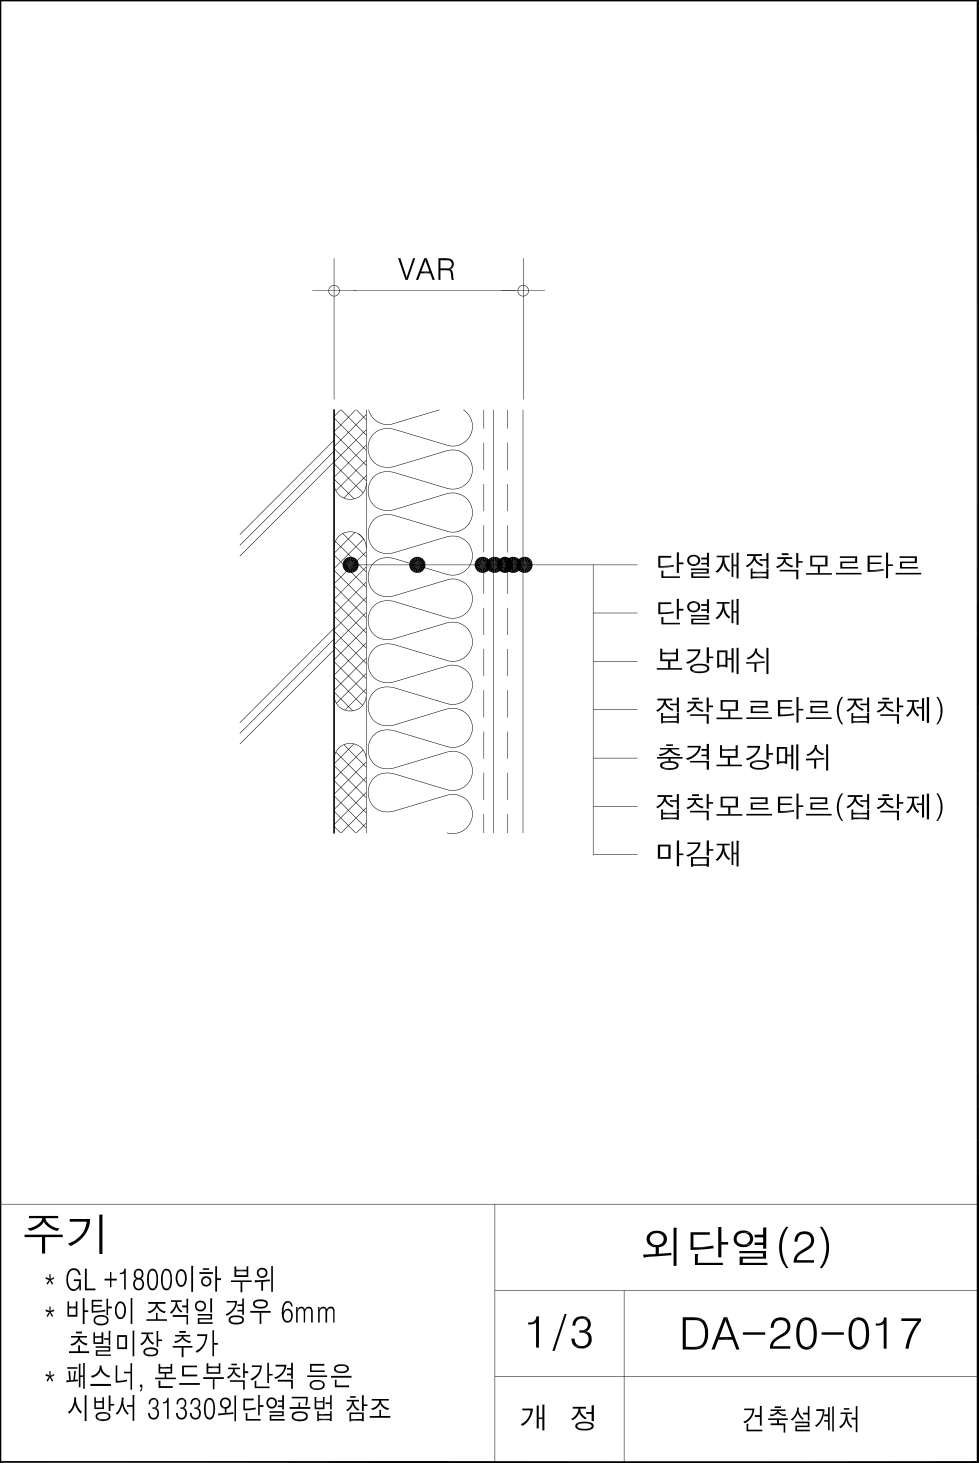 VAR
단열재접착모르타르
단열재
보강메쉬
접착모르타르(접착제)
충격보강메쉬
접착모르타르(접착제)
마감재
주기
* GL +1800이하 부위
* 바탕이 조적일 경우 6mm
초벌미장 추가
* 패스너, 본드부착간격 등은
시방서 31330외단열공법 참조
외단열(2)
1/3
DA-20-017
개 정
건축설계처